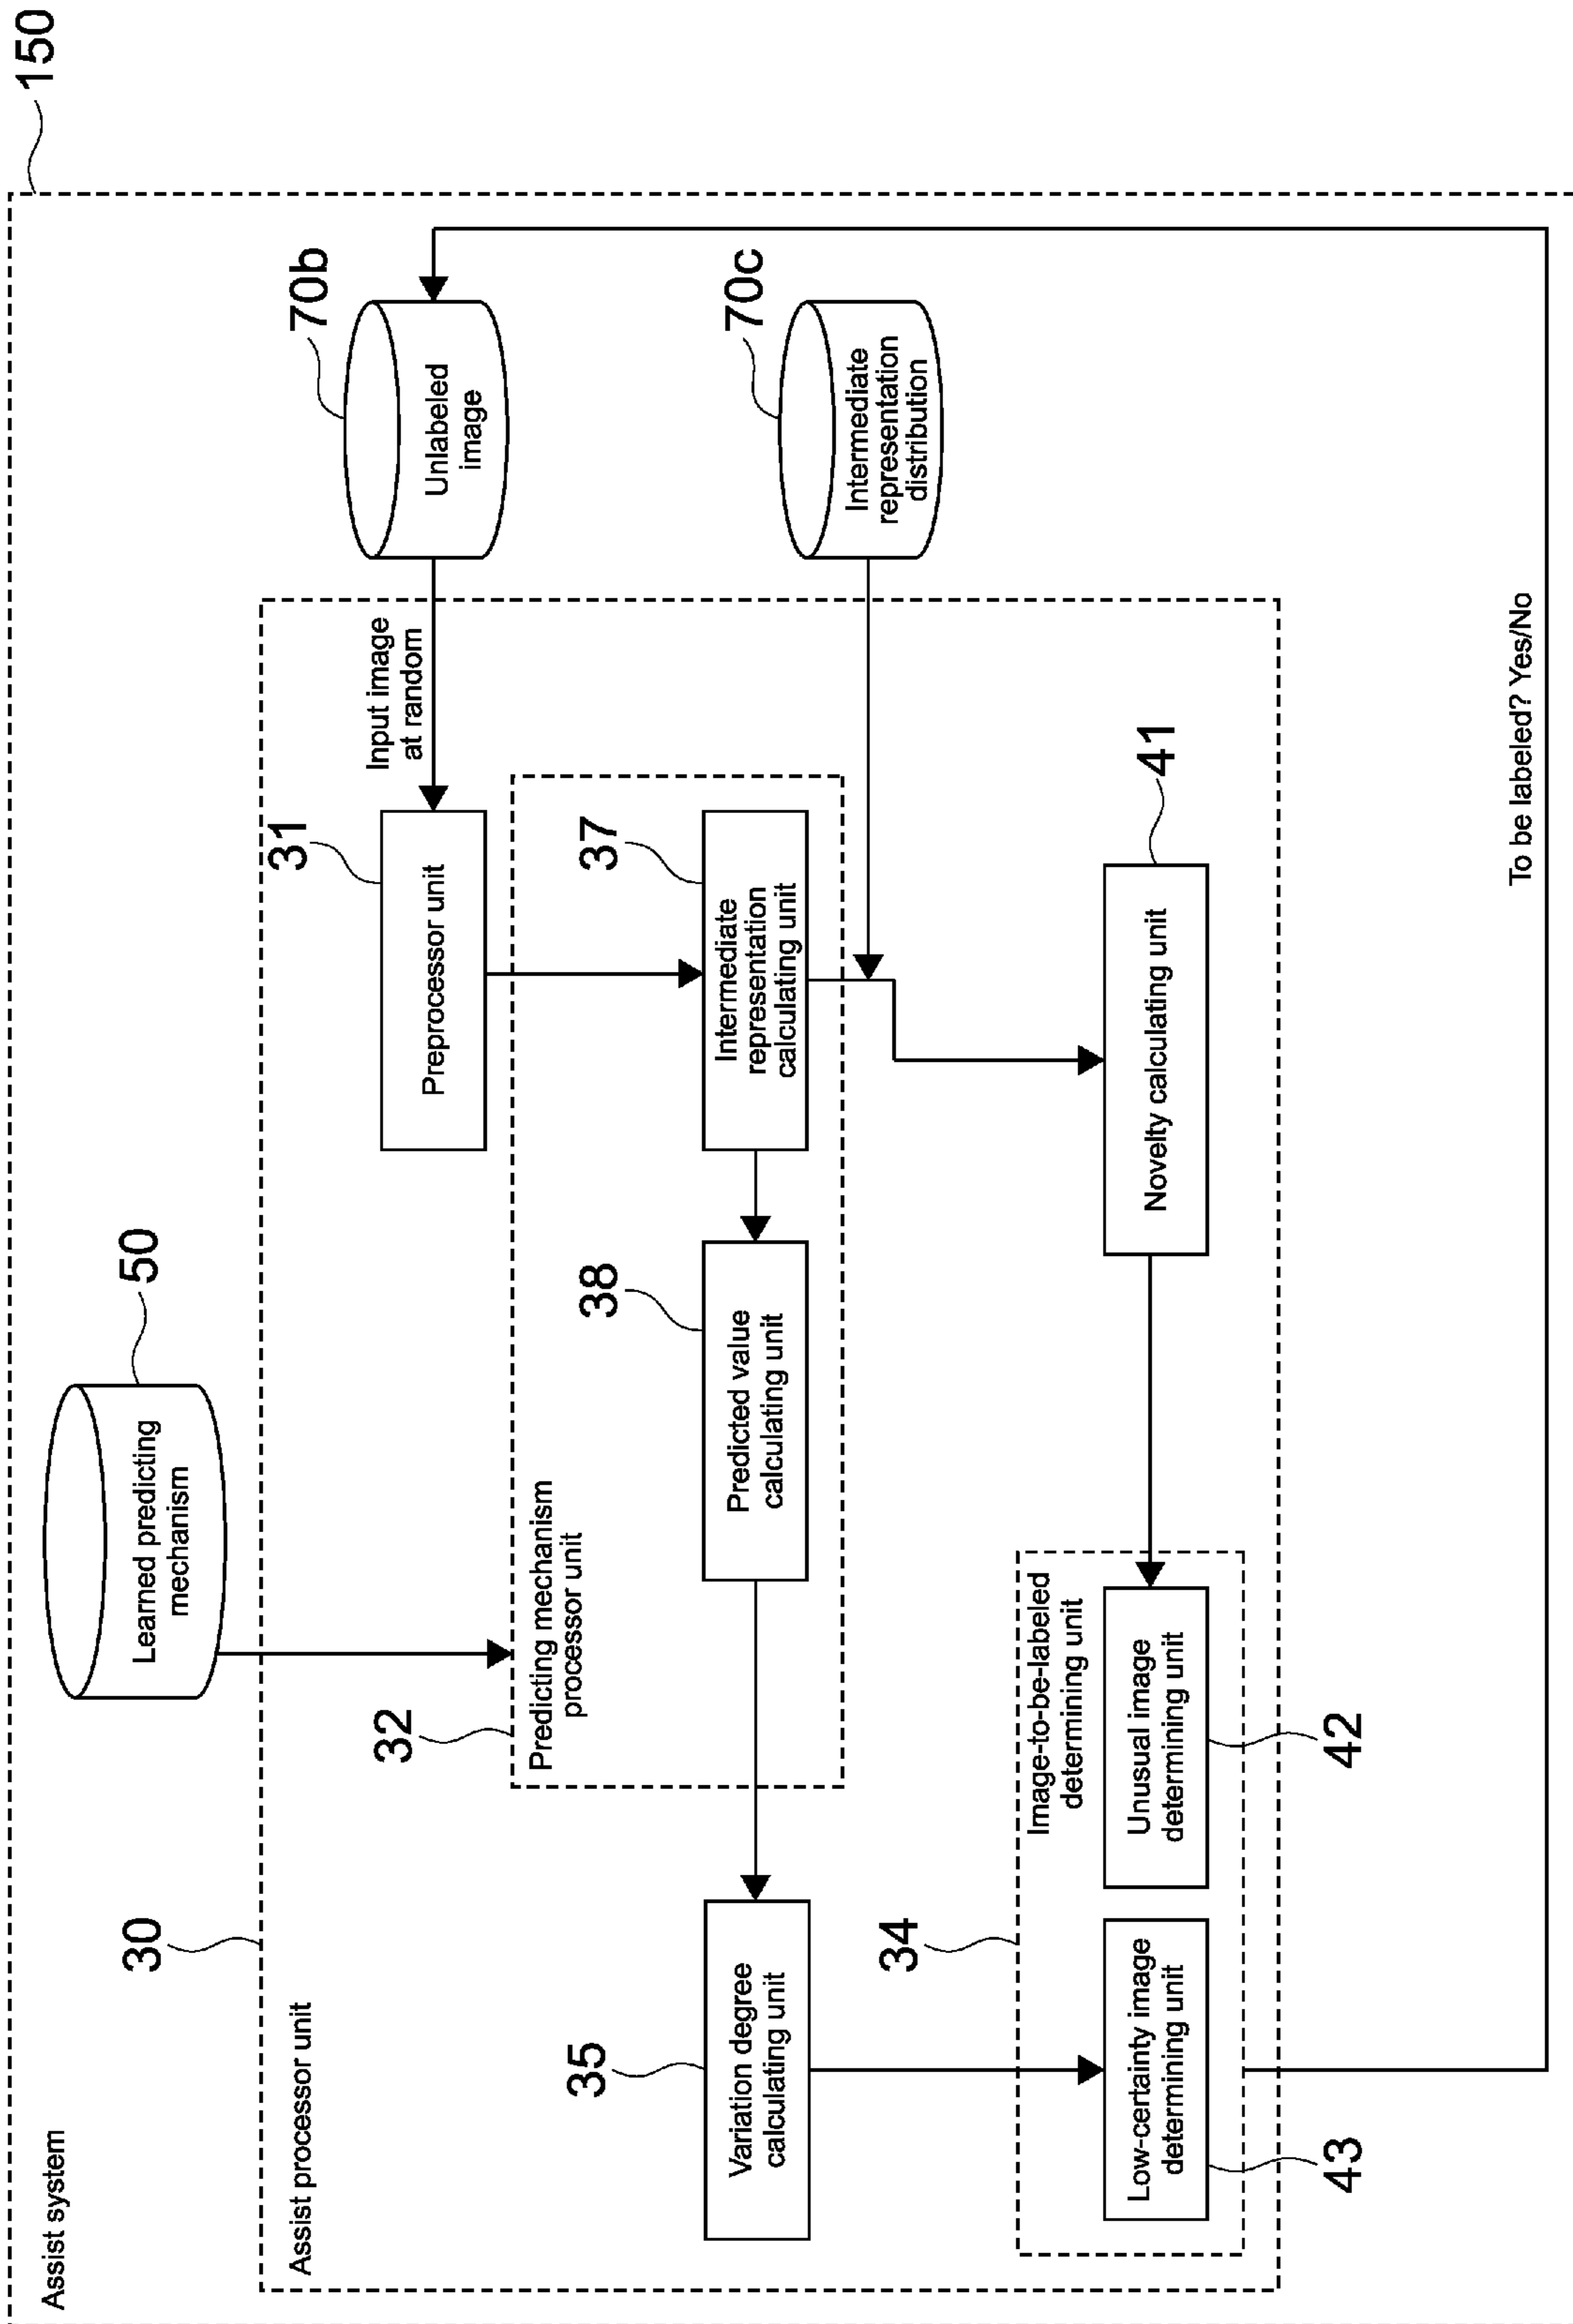 150
Assist system
50
Learned predicting
mechanism
30
Assist processor unit
31
Preprocessor unit
Input image
at random
70b
Unlabeled
image
32
Predicting mechanism
processor unit
35
Variation degree
calculating unit
38
Predicted value
calculating unit
37
Intermediate
representation
calculating unit
70c
Intermediate
representation
distribution
34
Image-to-be-labeled
determining unit
Low-certainty image
determining unit
43
Unusual image
determining unit
42
Novelty calculating unit
41
To be labeled? Yes/No